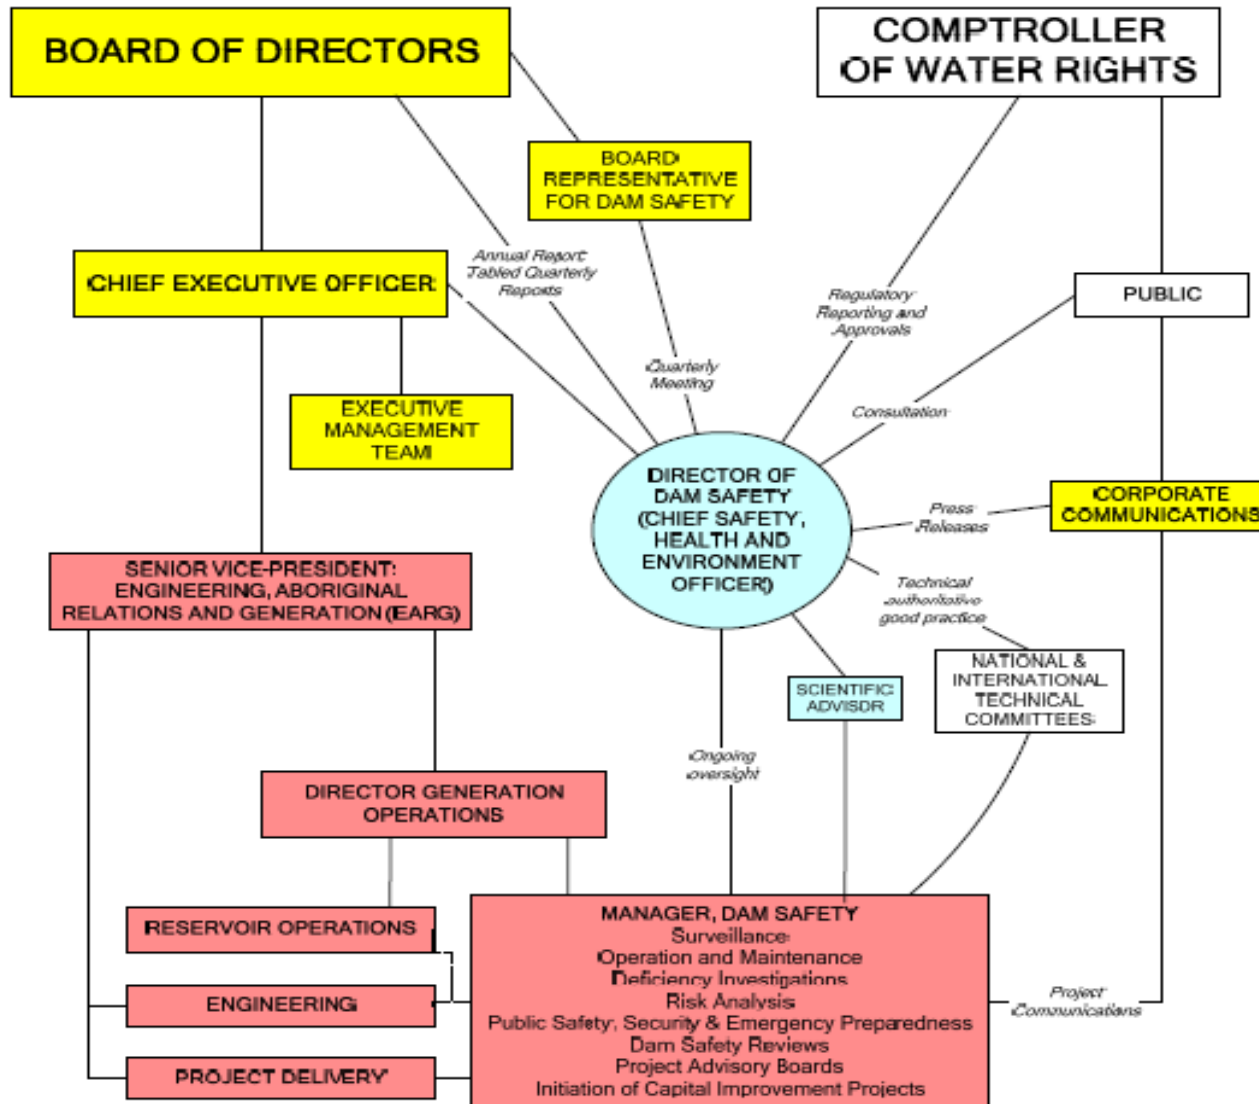 BOARD OF DIRECTORS
COMPTROLLER
OF WATER RIGHTS
BOARD
REPRESENTATIVE
FOR DAM SAFETY
Annual Report
Tabled Quarterly
Reports
CHIEF EXECUTIVE OFFICER
Regulatory
Reporting and
Approvals
PUBLIC
Quarterly
Meeting
EXECUTIVE
MANAGEMENT
TEAM
Consultation
DIRECTOR OF
DAM SAFETY
(CHIEF SAFETY,
HEALTH AND
ENVIRONMENT
OFFICER)
Press
Releases
CORPORATE
COMMUNICATIONS
SENIOR VICE-PRESIDENT:
ENGINEERING, ABORIGINAL
RELATIONS AND GENERATION (EARG)
Technical
authoritative
good practice
NATIONAL &
INTERNATIONAL
TECHNICAL
COMMITTEES
SCIENTIFIC
ADVISOR
Ongoing
oversight
DIRECTOR GENERATION
OPERATIONS
RESERVOIR OPERATIONS
ENGINEERING
PROJECT DELIVERY
MANAGER, DAM SAFETY
Surveillance
Operation and Maintenance
Deficiency Investigations
Risk Analysis
Public Safety, Security & Emergency Preparedness
Dam Safety Reviews
Project Advisory Boards
Initiation of Capital Improvement Projects
Project
Communications